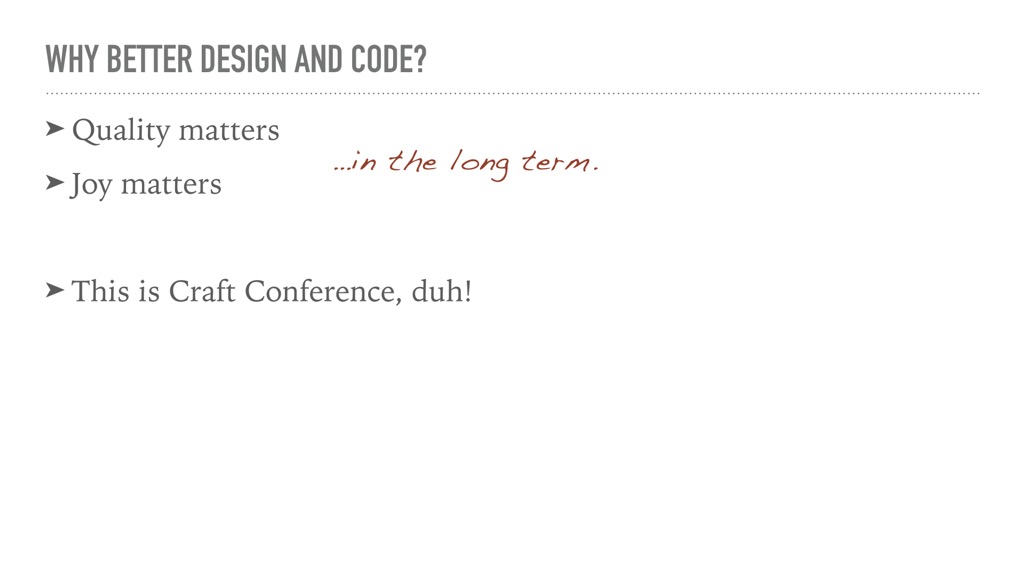 WHY BETTER DESIGN AND CODE?
➤ Quality matters
...in the long term.
➤ Joy matters
➤ This is Craft Conference, duh!